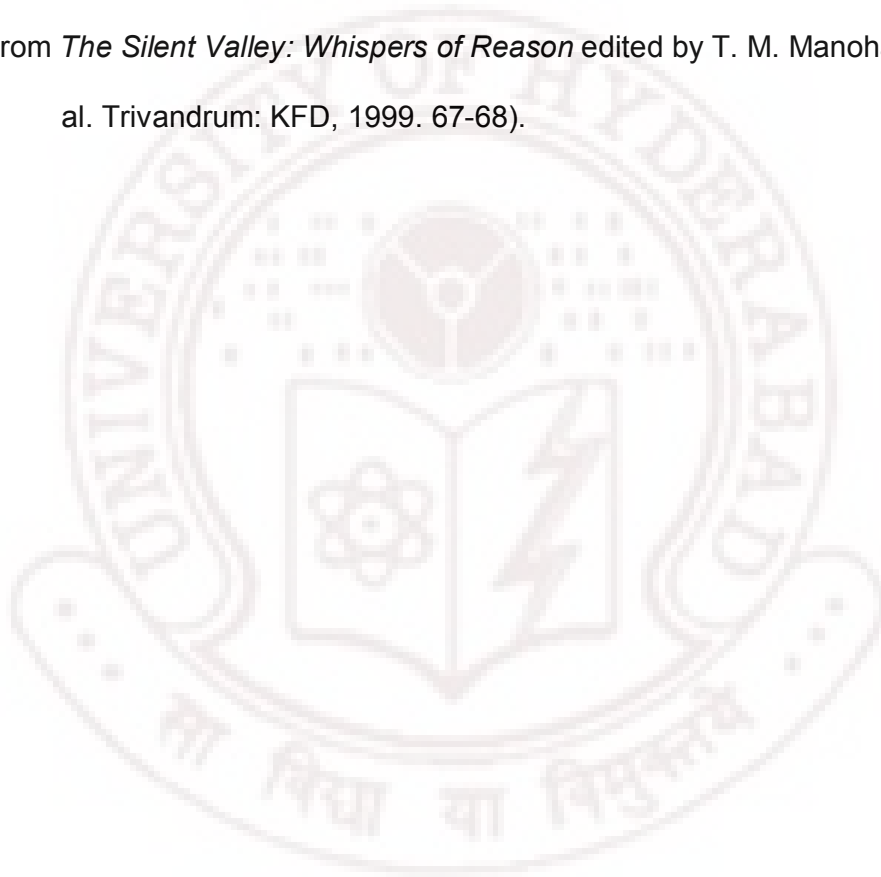 rom The Silent Valley: Whispers of Reason edited by T. M. Manoh
al. Trivandrum: KFD, 1999. 67-68).
UNIVERSITY OF HYDERABAD
सा विद्या या विमुक्तये